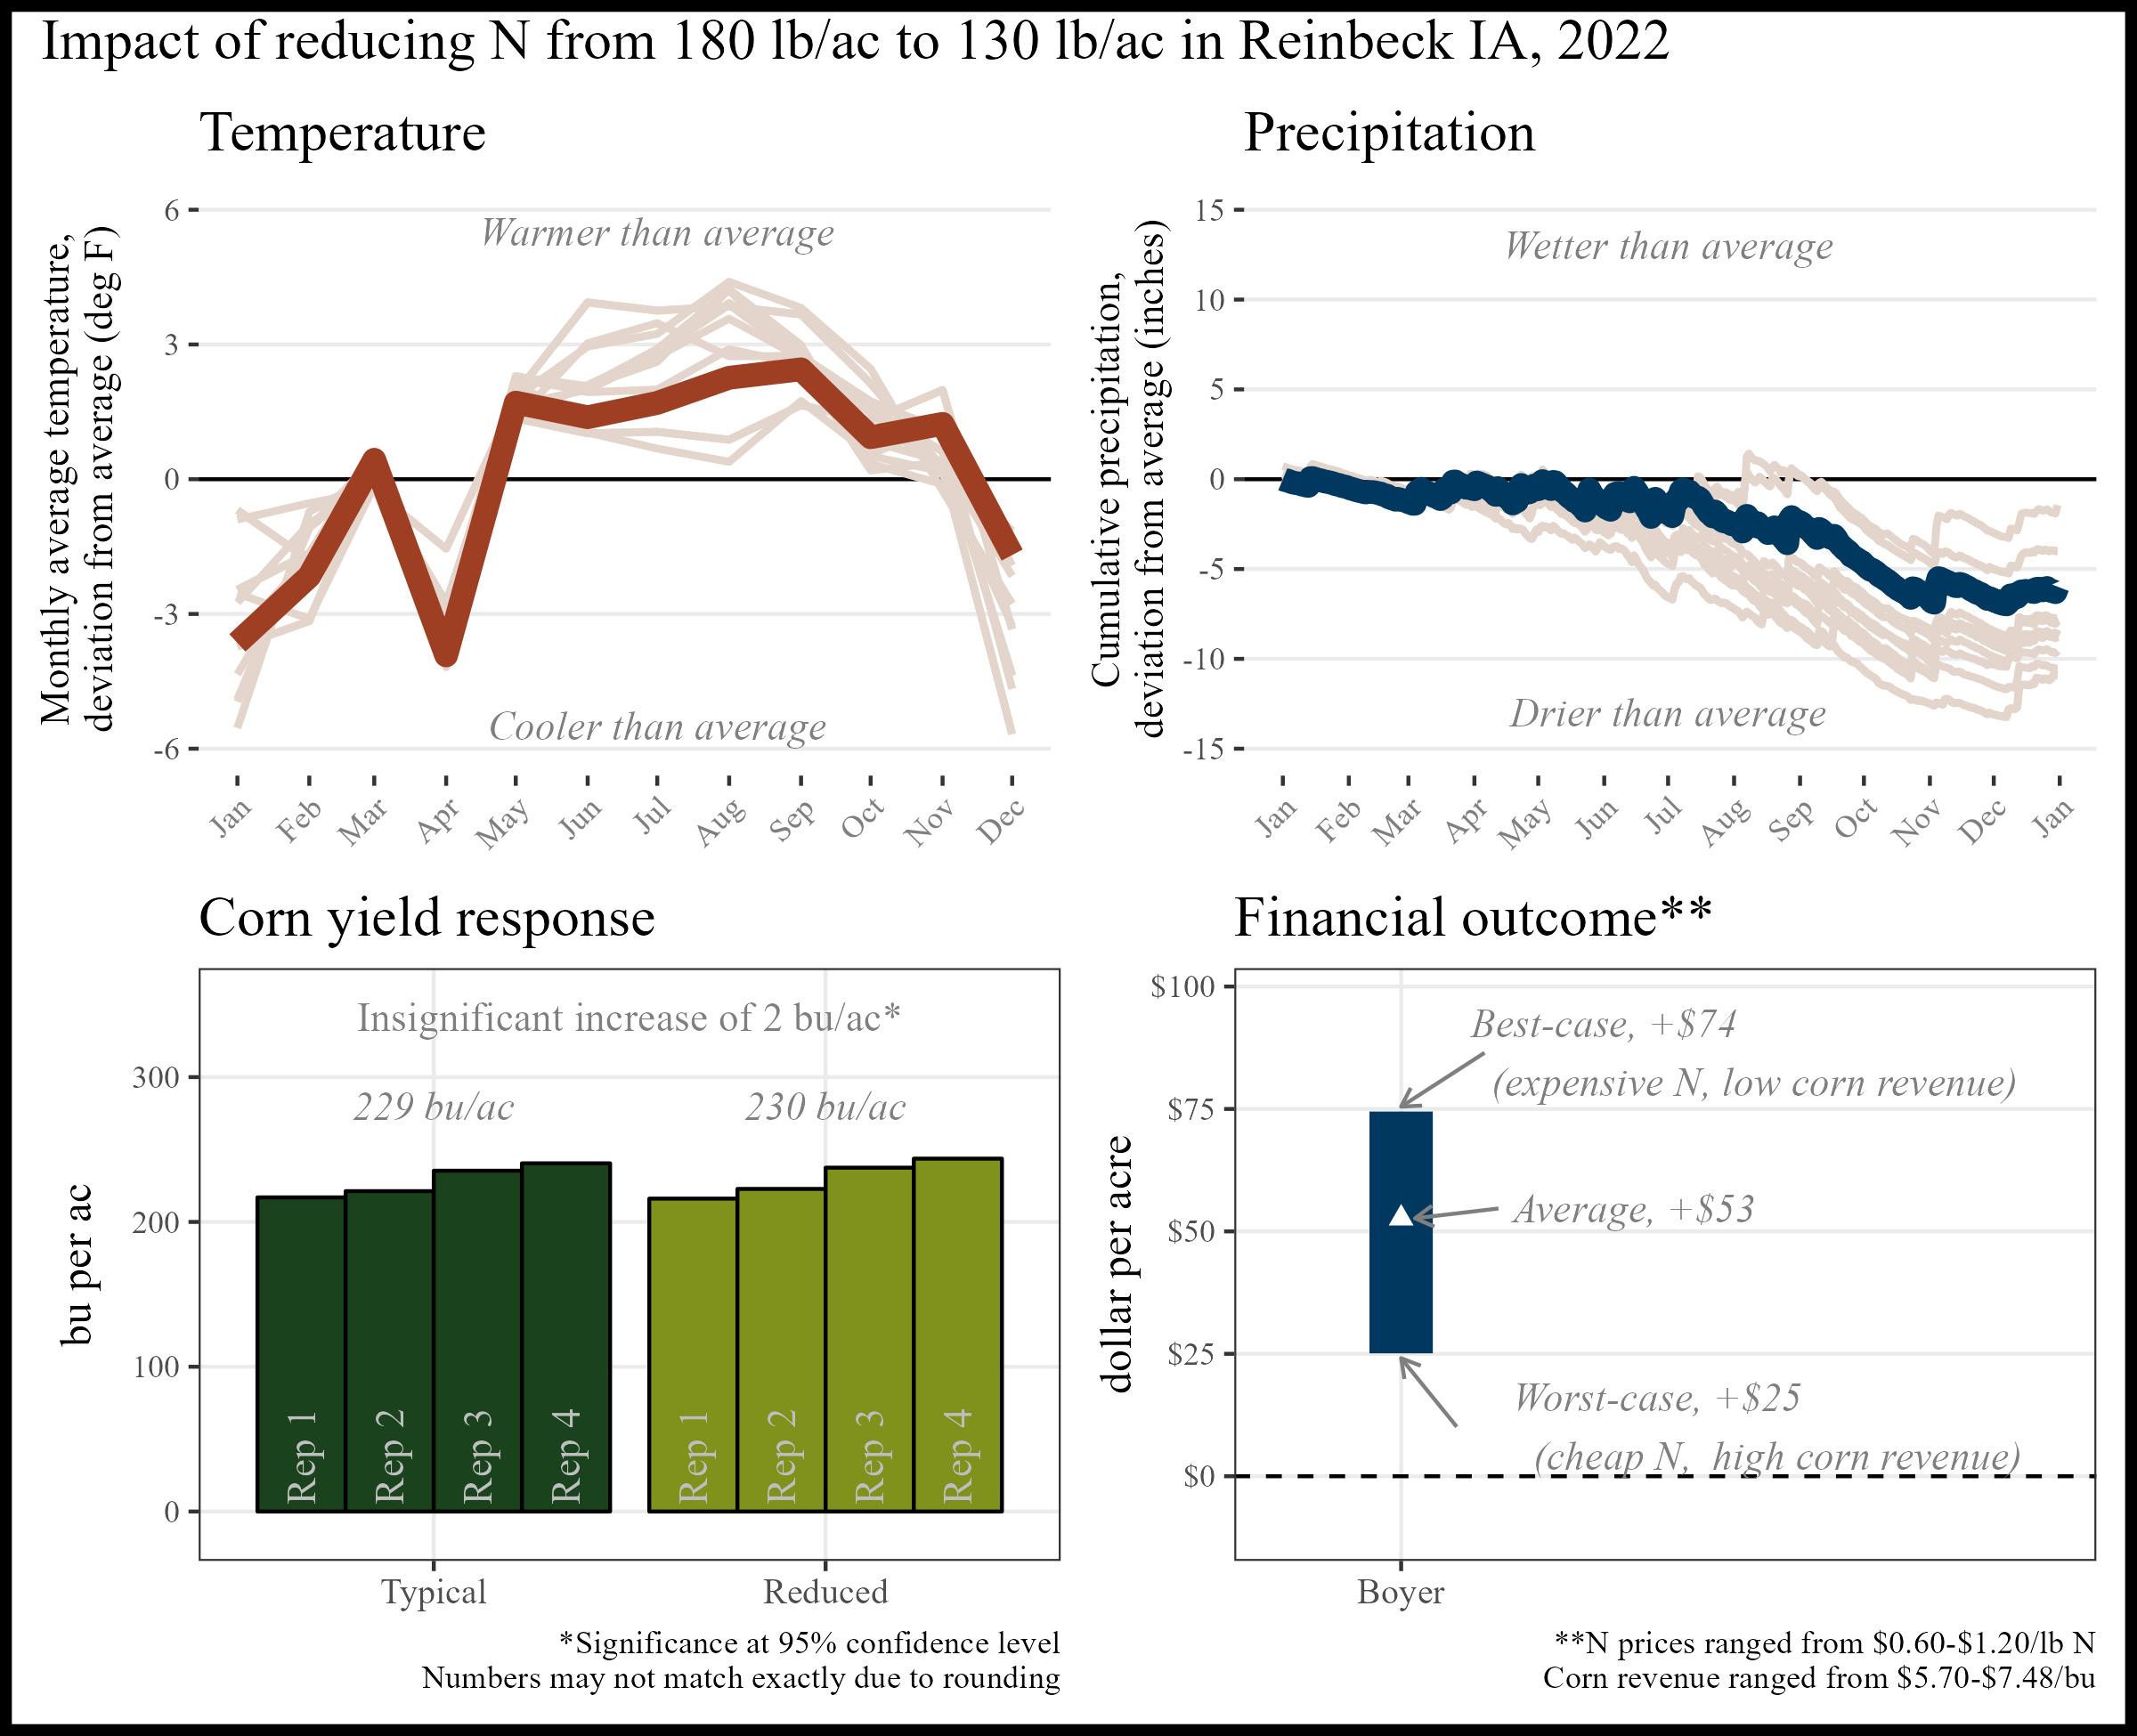 Impact of reducing N from 180 lb/ac to 130 lb/ac in Reinbeck IA, 2022
Temperature
Monthly average temperature,
deviation from average (deg F)
6
3
0
-3
-6
Warmer than average
Cooler than average
Jan
Feb
Mar
Apr
May
Jun
Jul
Aug
Sep
Oct
Nov
Dec
Precipitation
Cumulative precipitation,
deviation from average (inches)
15
10
5
0
-5
-10
-15
Wetter than average
Drier than average
Jan
Feb
Mar
Apr
May
Jun
Jul
Aug
Sep
Oct
Nov
Dec
Jan
Corn yield response
bu per ac
300
200
100
0
Insignificant increase of 2 bu/ac*
229 bu/ac
230 bu/ac
Rep 1
Rep 2
Rep 3
Rep 4
Rep 1
Rep 2
Rep 3
Rep 4
Typical
Reduced
*Significance at 95% confidence level
Numbers may not match exactly due to rounding
Financial outcome**
dollar per acre
$100
$75
$50
$25
$0
Best-case, +$74
(expensive N, low corn revenue)
Average, +$53
Worst-case, +$25
(cheap N,  high corn revenue)
Boyer
**N prices ranged from $0.60-$1.20/lb N
Corn revenue ranged from $5.70-$7.48/bu